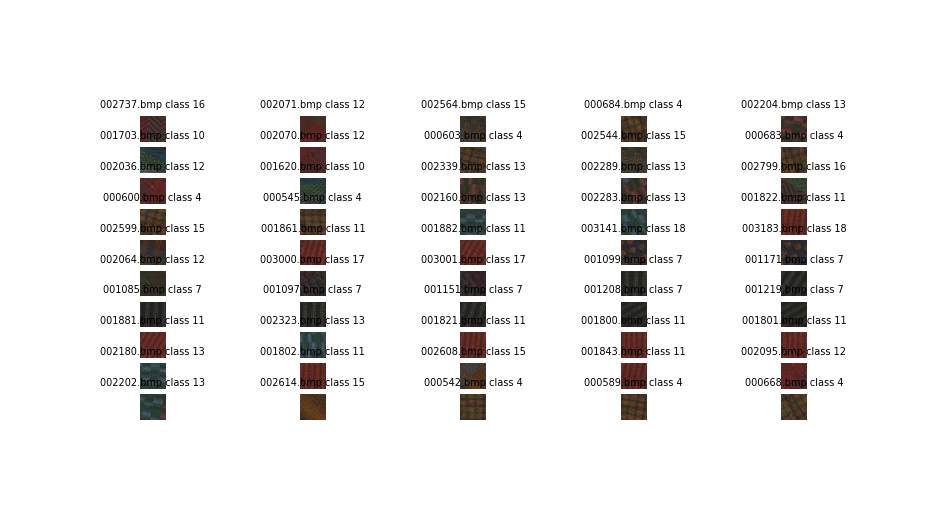 002737.bmp class 16 002071.bmp class 12 002564.bmp class 15 000684.bmp class 4 002204.bmp class 13
001703.bmp class 10 002070.bmp class 12 000603.bmp class 4 002544.bmp class 15 000683.bmp class 4
002036.bmp class 12 001620.bmp class 10 002339.bmp class 13 002289.bmp class 13 002799.bmp class 16
000600.bmp class 4 000545.bmp class 4 002160.bmp class 13 002283.bmp class 13 001822.bmp class 11
002599.bmp class 15 001861.bmp class 11 001882.bmp class 11 003141.bmp class 18 003183.bmp class 18
002064.bmp class 12 003000.bmp class 17 003001.bmp class 17 001099.bmp class 7 001171.bmp class 7
001085.bmp class 7 001097.bmp class 7 001151.bmp class 7 001208.bmp class 7 001219.bmp class 7
001881.bmp class 11 002323.bmp class 13 001821.bmp class 11 001800.bmp class 11 001801.bmp class 11
002180.bmp class 13 001802.bmp class 11 002608.bmp class 15 001843.bmp class 11 002095.bmp class 12
002202.bmp class 13 002614.bmp class 15 000542.bmp class 4 000589.bmp class 4 000668.bmp class 4